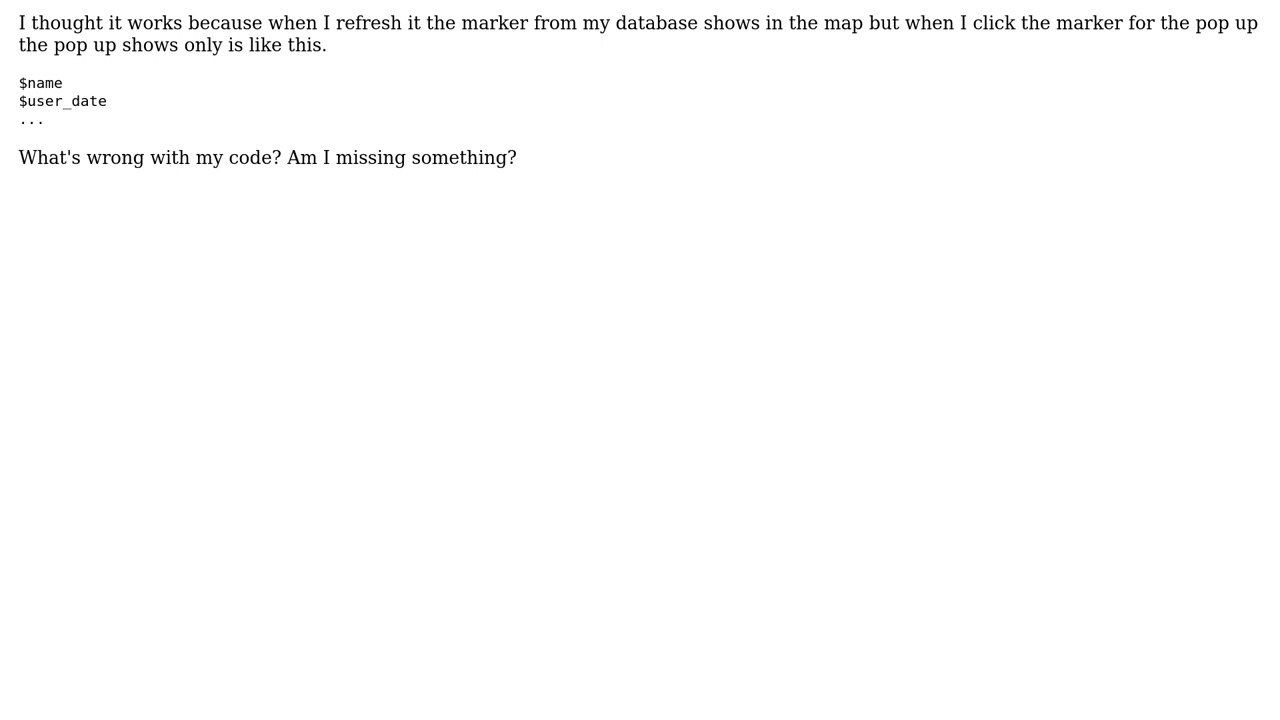 I thought it works because when I refresh it the marker from my database shows in the map but when I click the marker for the pop up
the pop up shows only is like this.
$name
$user_date
...
What's wrong with my code? Am I missing something?